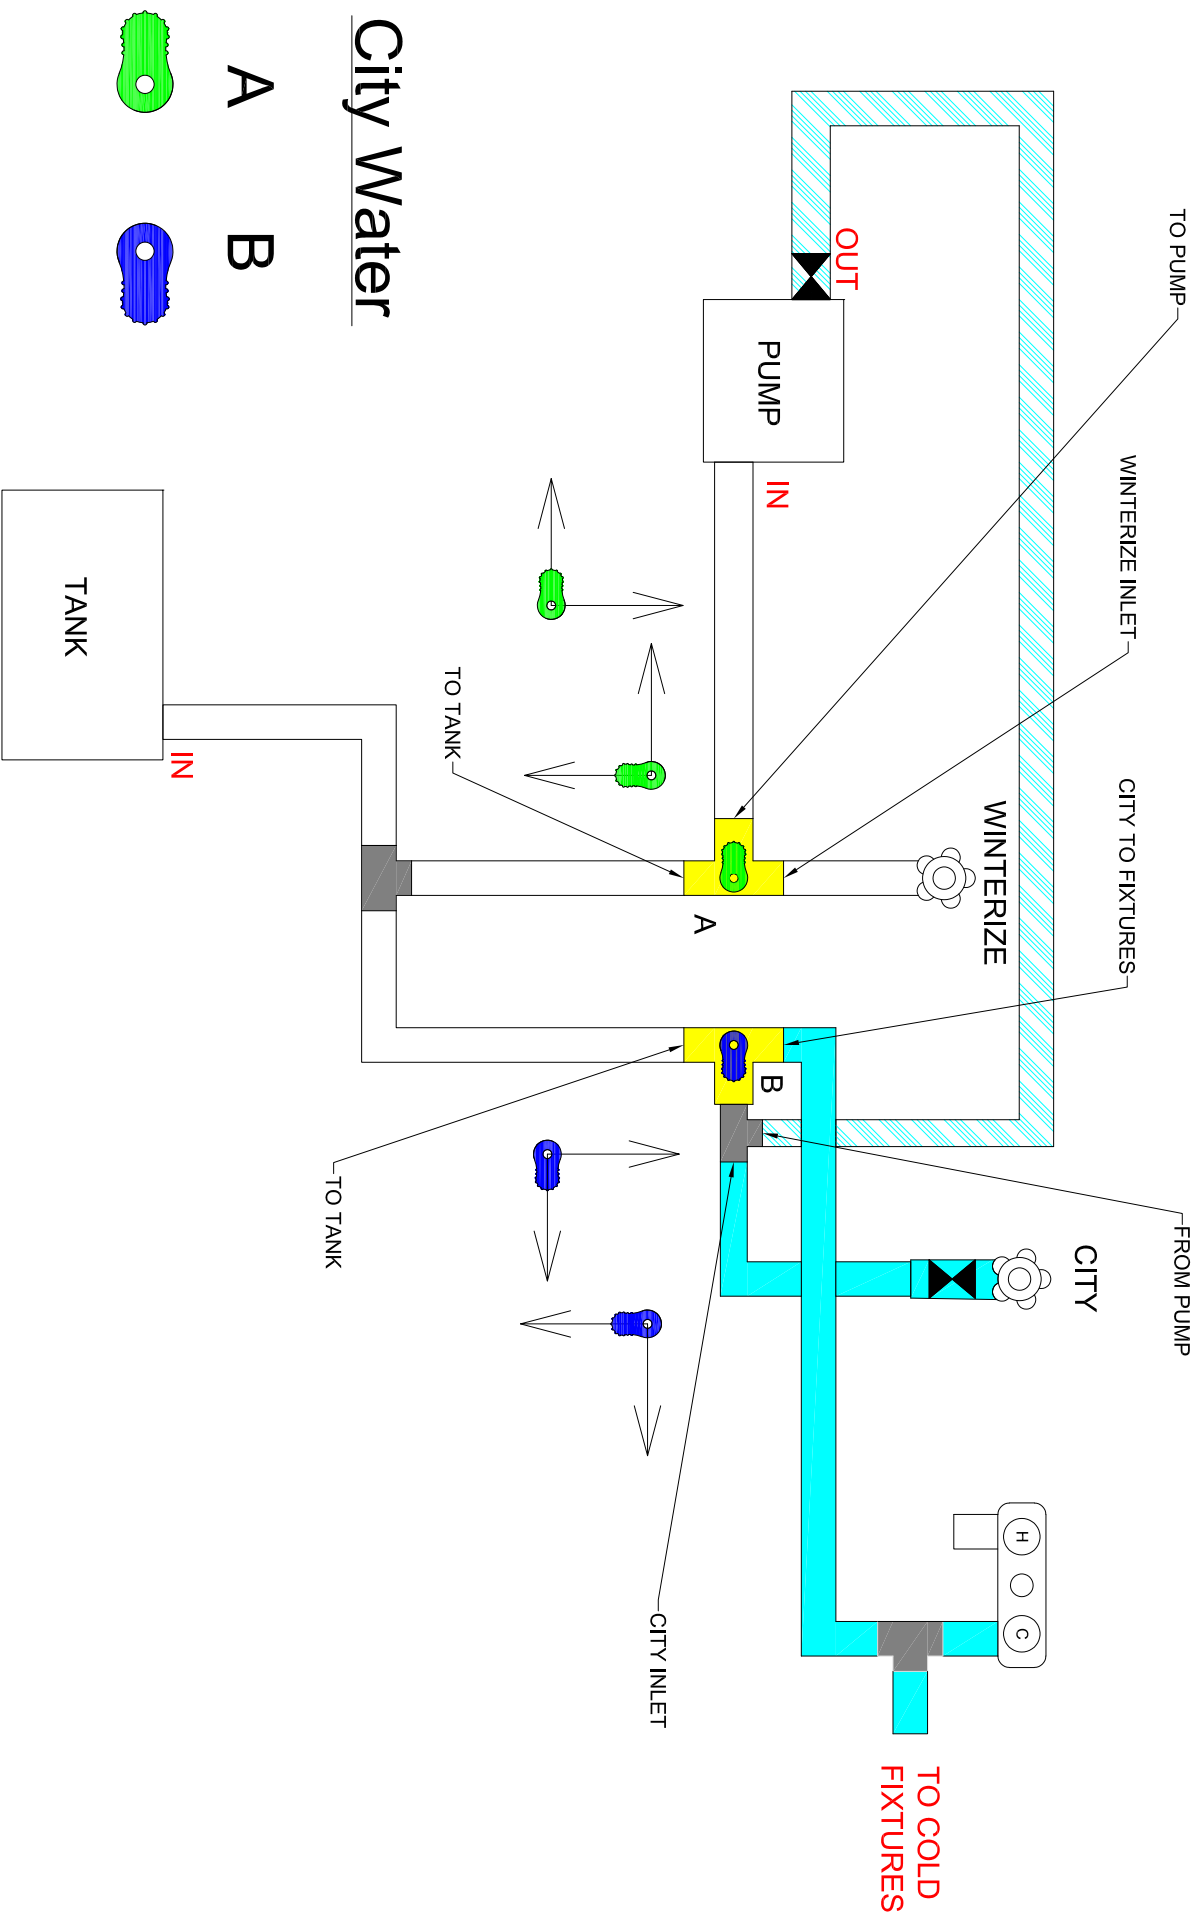 City Water
A
B
TO PUMP
WINTERIZE INLET
CITY TO FIXTURES
FROM PUMP
WINTERIZE
CITY
OUT
PUMP
IN
H
C
A
B
TO COLD
FIXTURES
TO TANK
CITY INLET
TO TANK
IN
TANK